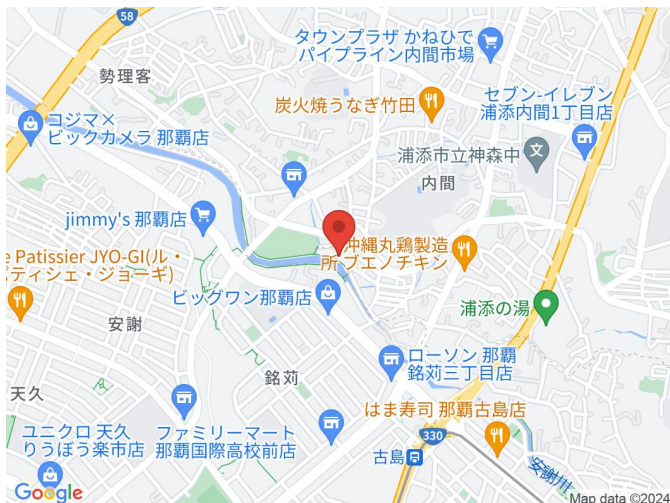 58
タウンプラザ かねひで
パイプライン内間市場
勢理客
炭火焼うなぎ竹田
セブン-イレブン
浦添内間1丁目店
コジマ×
ビックカメラ 那覇店
浦添市立神森中
文
内間
jimmy's 那覇店
e Patissier JYO-GI(ル・
パティシェ・ジョーギ)
沖縄丸鶏製造
所 ブエノチキン
ビッグワン那覇店
浦添の湯
安謝
ローソン 那覇
銘苅三丁目店
銘苅
天久
はま寿司 那覇古島店
ユニクロ 天久
りうぼう楽市店
ファミリーマート
那覇国際高校前店
330
古島
安謝川
Google
Map data ©2024